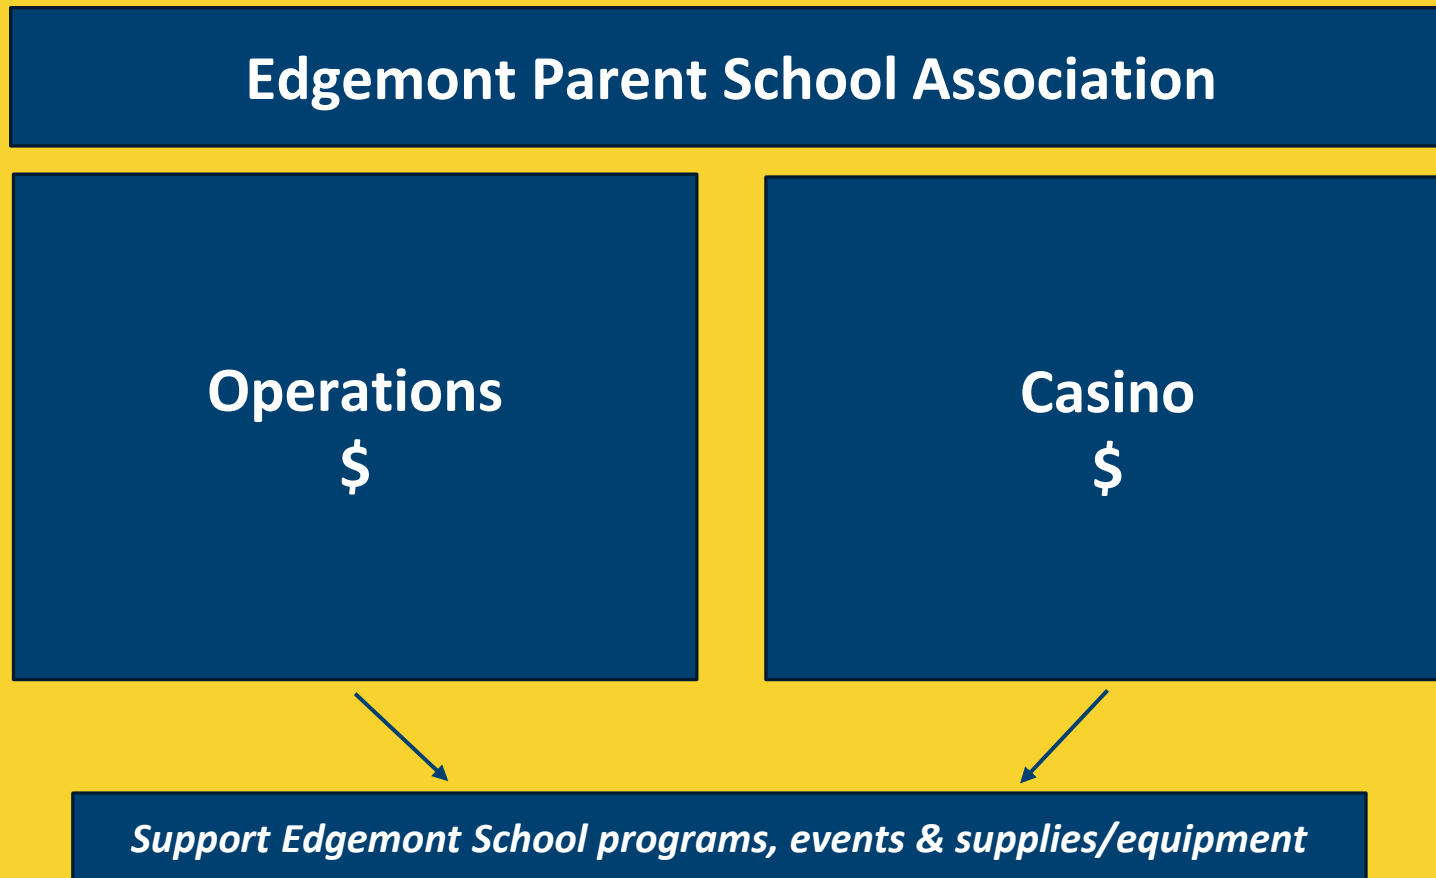 Edgemont Parent School Association
Operations
$
Casino
$
Support Edgemont School programs, events & supplies/equipment